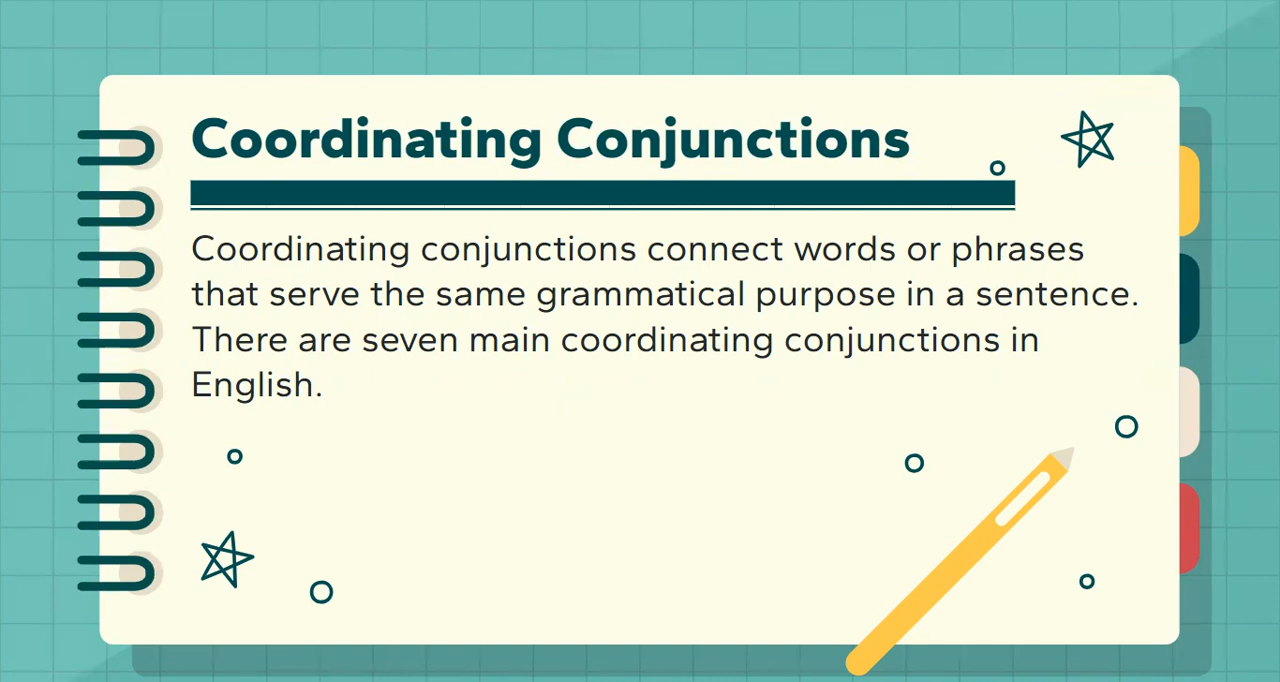 Coordinating Conjunctions
Coordinating conjunctions connect words or phrases
that serve the same grammatical purpose in a sentence.
There are seven main coordinating conjunctions in
English.